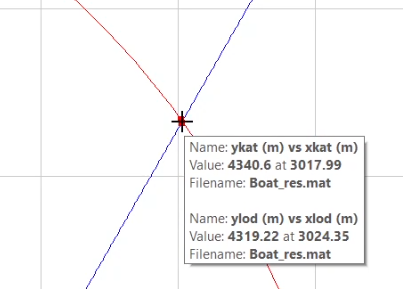 Name: ykat (m) vs xkat (m)
Value: 4340.6 at 3017.99
Filename: Boat_res.mat
Name: ylod (m) vs xlod (m)
Value: 4319.22 at 3024.35
Filename: Boat_res.mat